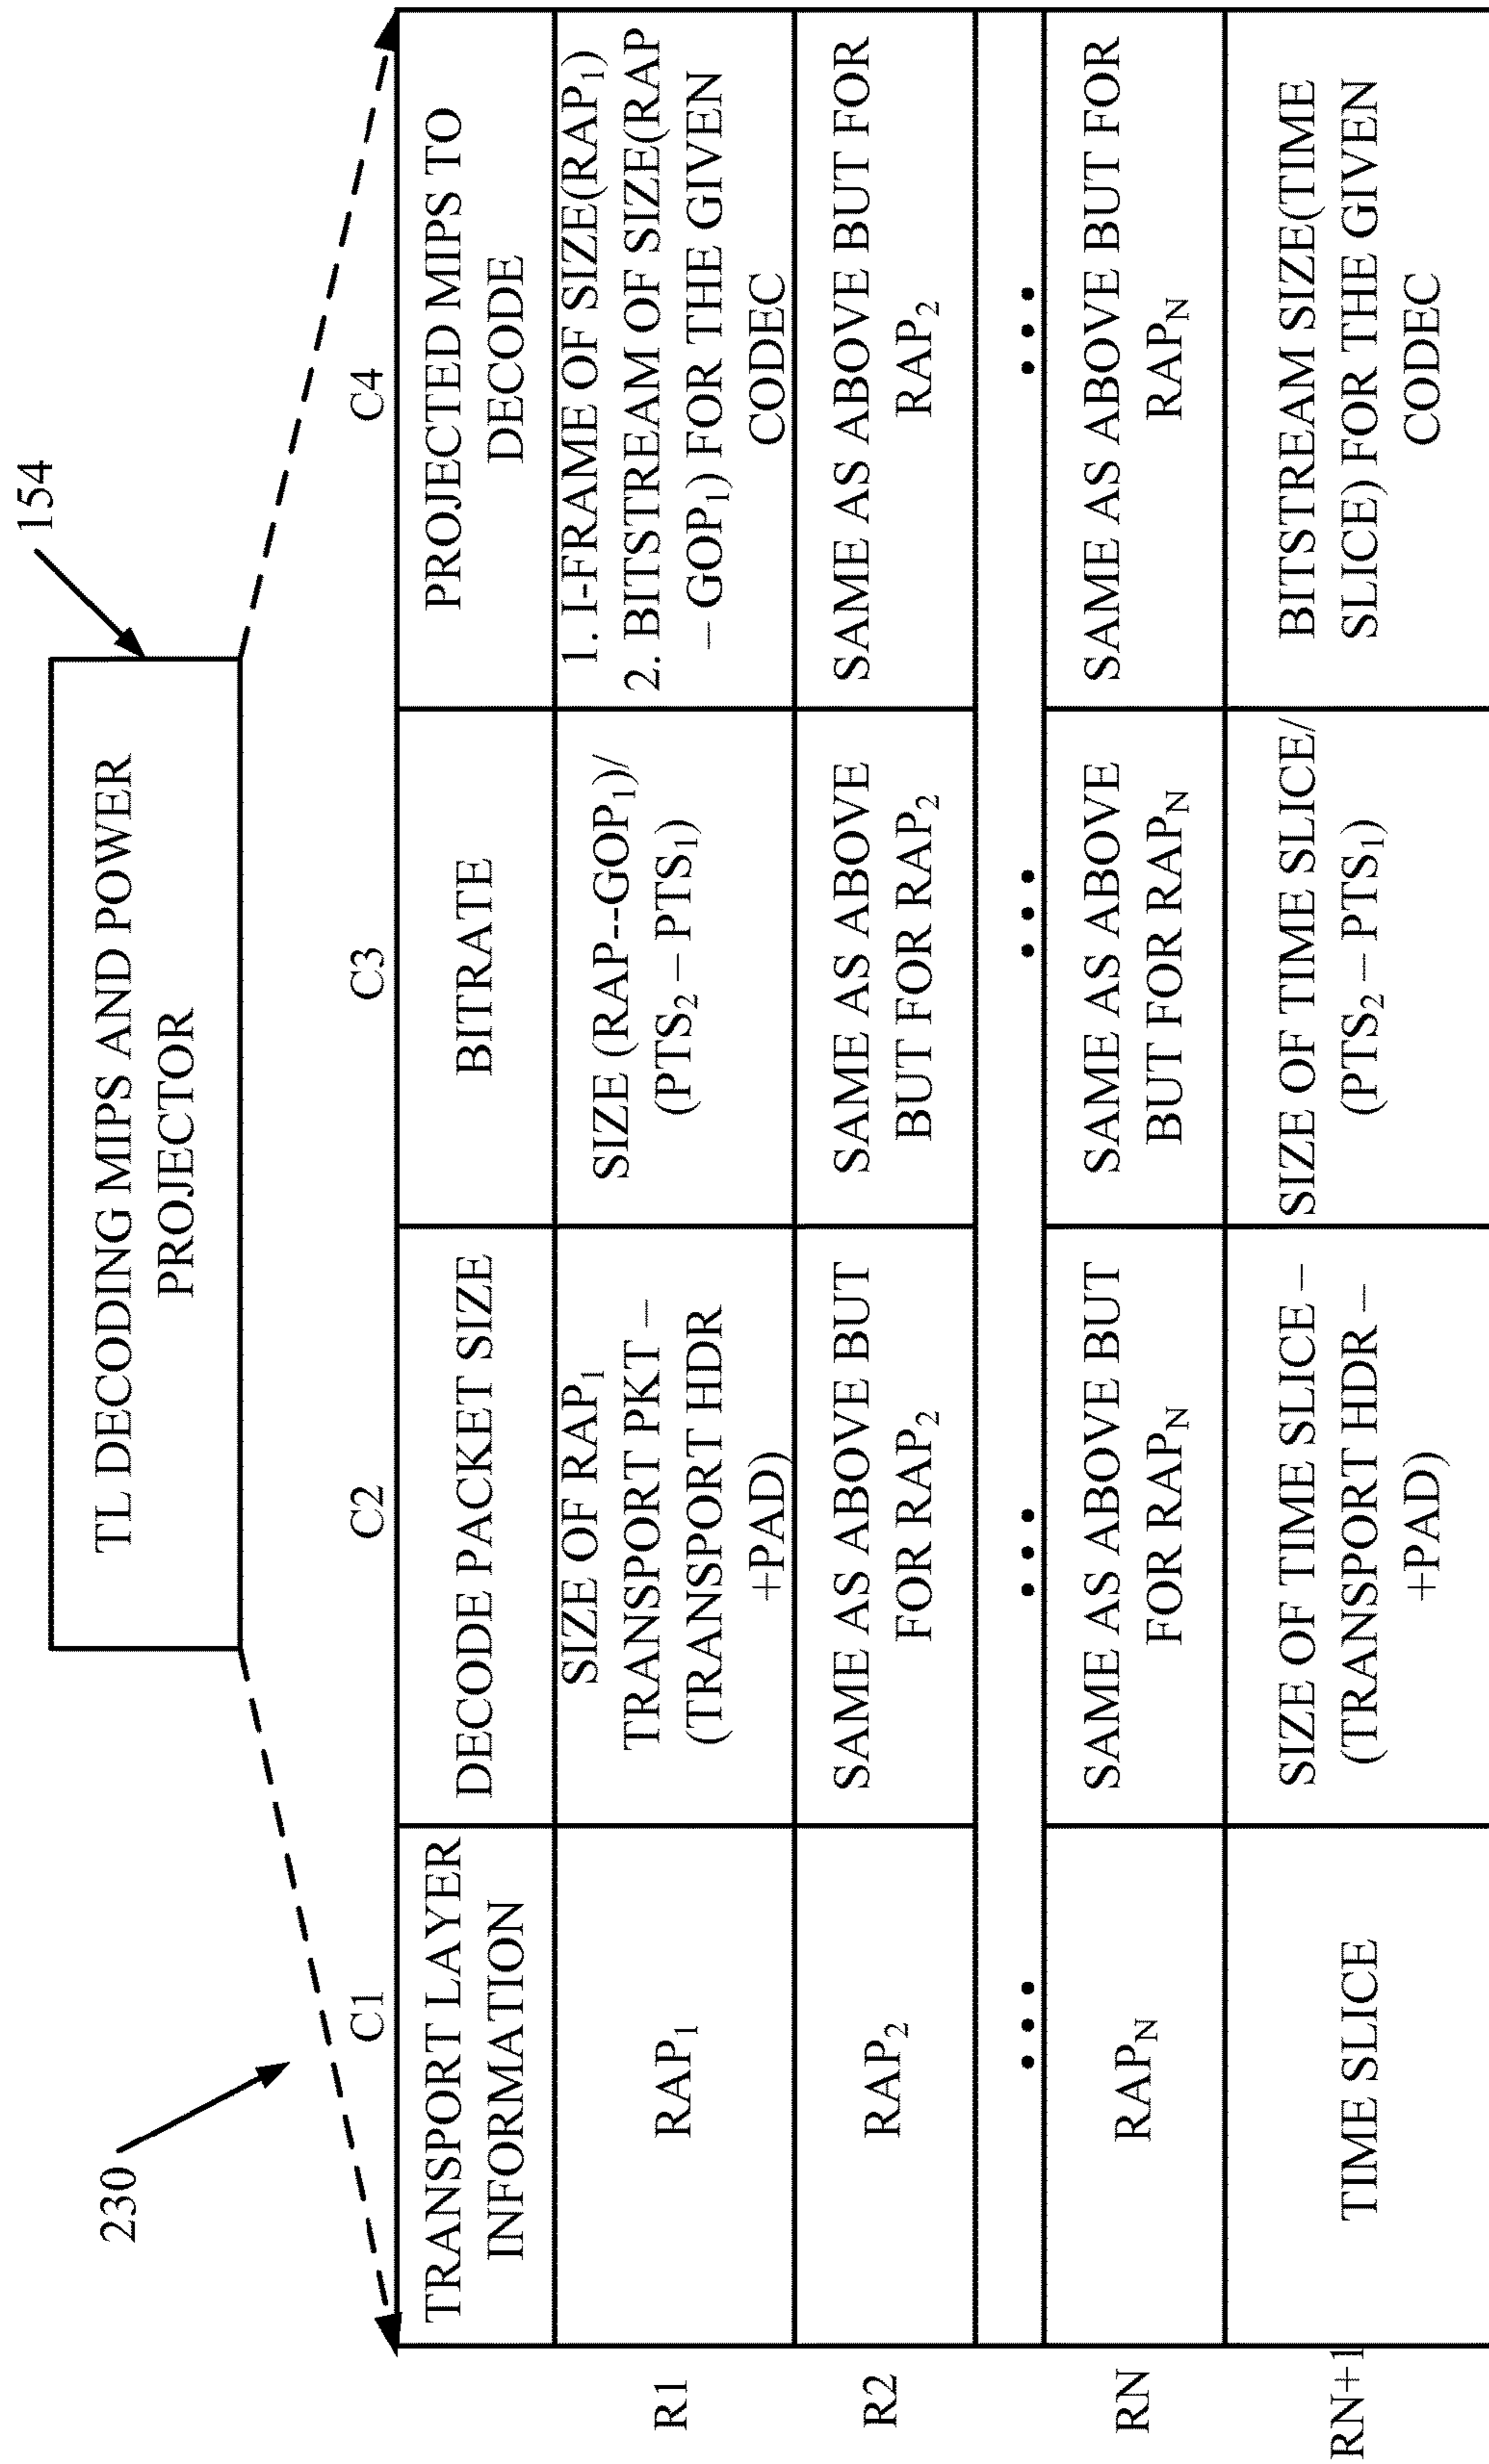 154
TL DECODING MIPS AND POWER
PROJECTOR
230
C1
C2
C3
C4
TRANSPORT LAYER
INFORMATION
DECODE PACKET SIZE
BITRATE
PROJECTED MIPS TO
DECODE
R1
RAP₁
SIZE OF RAP₁
TRANSPORT PKT –
(TRANSPORT HDR
+PAD)
SIZE (RAP--GOP₁)/
(PTS₂ – PTS₁)
1. I-FRAME OF SIZE(RAP₁)
2. BITSTREAM OF SIZE(RAP
– GOP₁) FOR THE GIVEN
CODEC
R2
RAP₂
SAME AS ABOVE BUT
FOR RAP₂
SAME AS ABOVE
BUT FOR RAP₂
SAME AS ABOVE BUT FOR
RAP₂
•••
•••
•••
•••
RN
RAP_N
SAME AS ABOVE BUT
FOR RAP_N
SAME AS ABOVE
BUT FOR RAP_N
SAME AS ABOVE BUT FOR
RAP_N
RN+1
TIME SLICE
SIZE OF TIME SLICE –
(TRANSPORT HDR –
+PAD)
SIZE OF TIME SLICE/
(PTS₂ – PTS₁)
BITSTREAM SIZE(TIME
SLICE) FOR THE GIVEN
CODEC